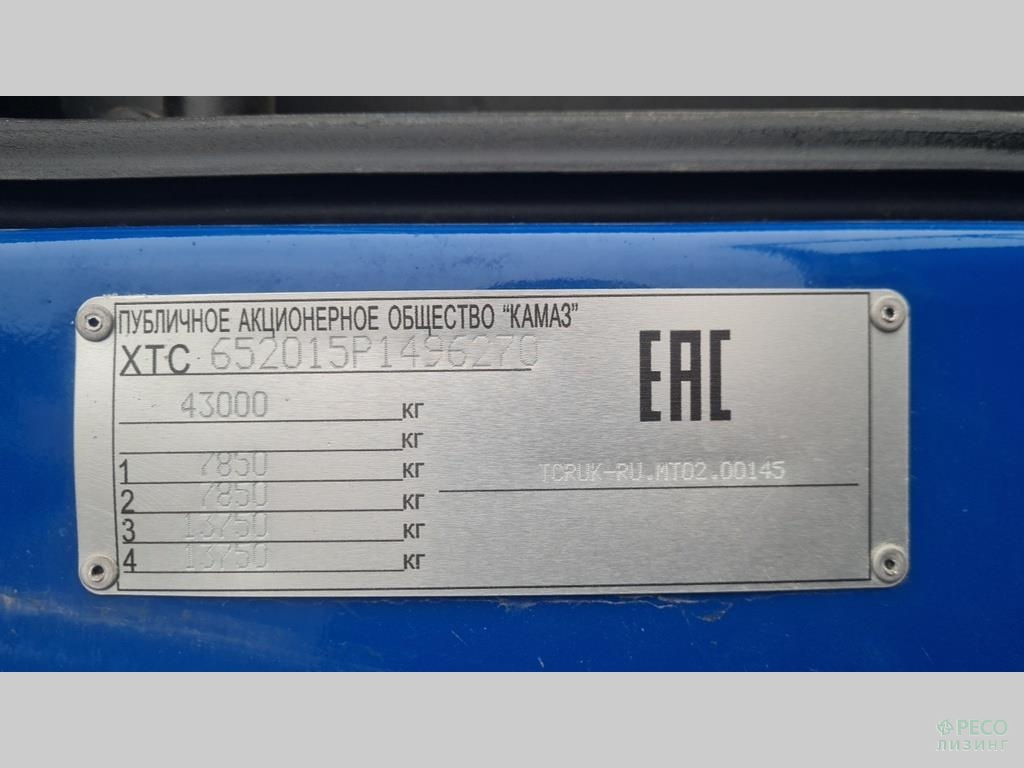 ПУБЛИЧНОЕ АКЦИОНЕРНОЕ ОБЩЕСТВО "КАМАЗ"
XTC 652015P1496270
43000 КГ
КГ
1 7850 КГ
2 7850 КГ
3 13750 КГ
4 13750 КГ
EAC
TCRUK-RU.MT02.00145
РЕСО
ЛИЗИНГ